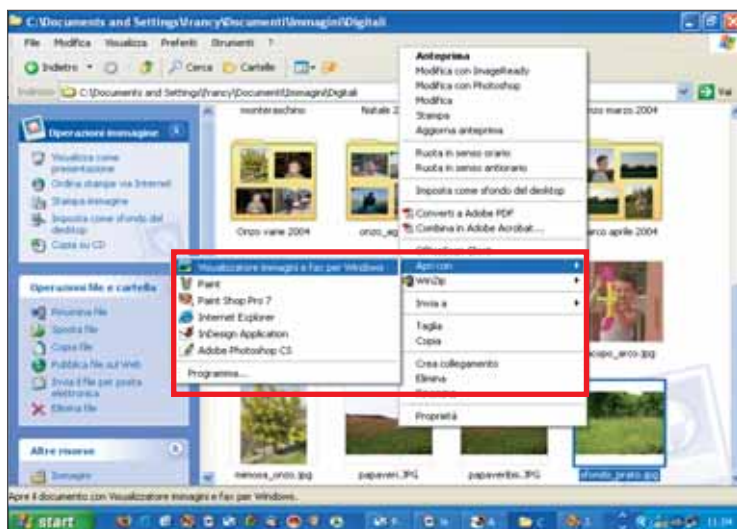 C:\Documents and Settings\francy\Documenti\Immagini\Digitali
File Modifica Visualizza Preferiti Strumenti ?
Indietro Cerca Cartelle
Indirizzo C:\Documents and Settings\francy\Documenti\Immagini\Digitali Vai
Operazioni immagine
Visualizza come
presentazione
Ordina stampe via Internet
Stampa immagine
Imposta come sfondo del
desktop
Copia su CD
Operazioni file e cartella
Rinomina file
Sposta file
Copia file
Pubblica file sul Web
Invia il file per posta
elettronica
Elimina file
Altre risorse
Immagini
monteraschino
Natale 2
marzo 2004
Onzo varie 2004
aprile 2004
mimosa_onzo.jpg
papaveri.JPG
papaveribis.JPG
sfondo_prato.jpg
Anteprima
Modifica con ImageReady
Modifica con Photoshop
Modifica
Stampa
Aggiorna anteprima
Ruota in senso orario
Ruota in senso antiorario
Imposta come sfondo del desktop
Converti a Adobe PDF
Combina in Adobe Acrobat...
Apri con
WinZip
Invia a
Taglia
Copia
Crea collegamento
Elimina
Proprietà
Visualizzatore immagini e fax per Windows
Paint
Paint Shop Pro 7
Internet Explorer
InDesign Application
Adobe Photoshop CS
Programma...
Apre il documento con Visualizzatore immagini e fax per Windows.
start